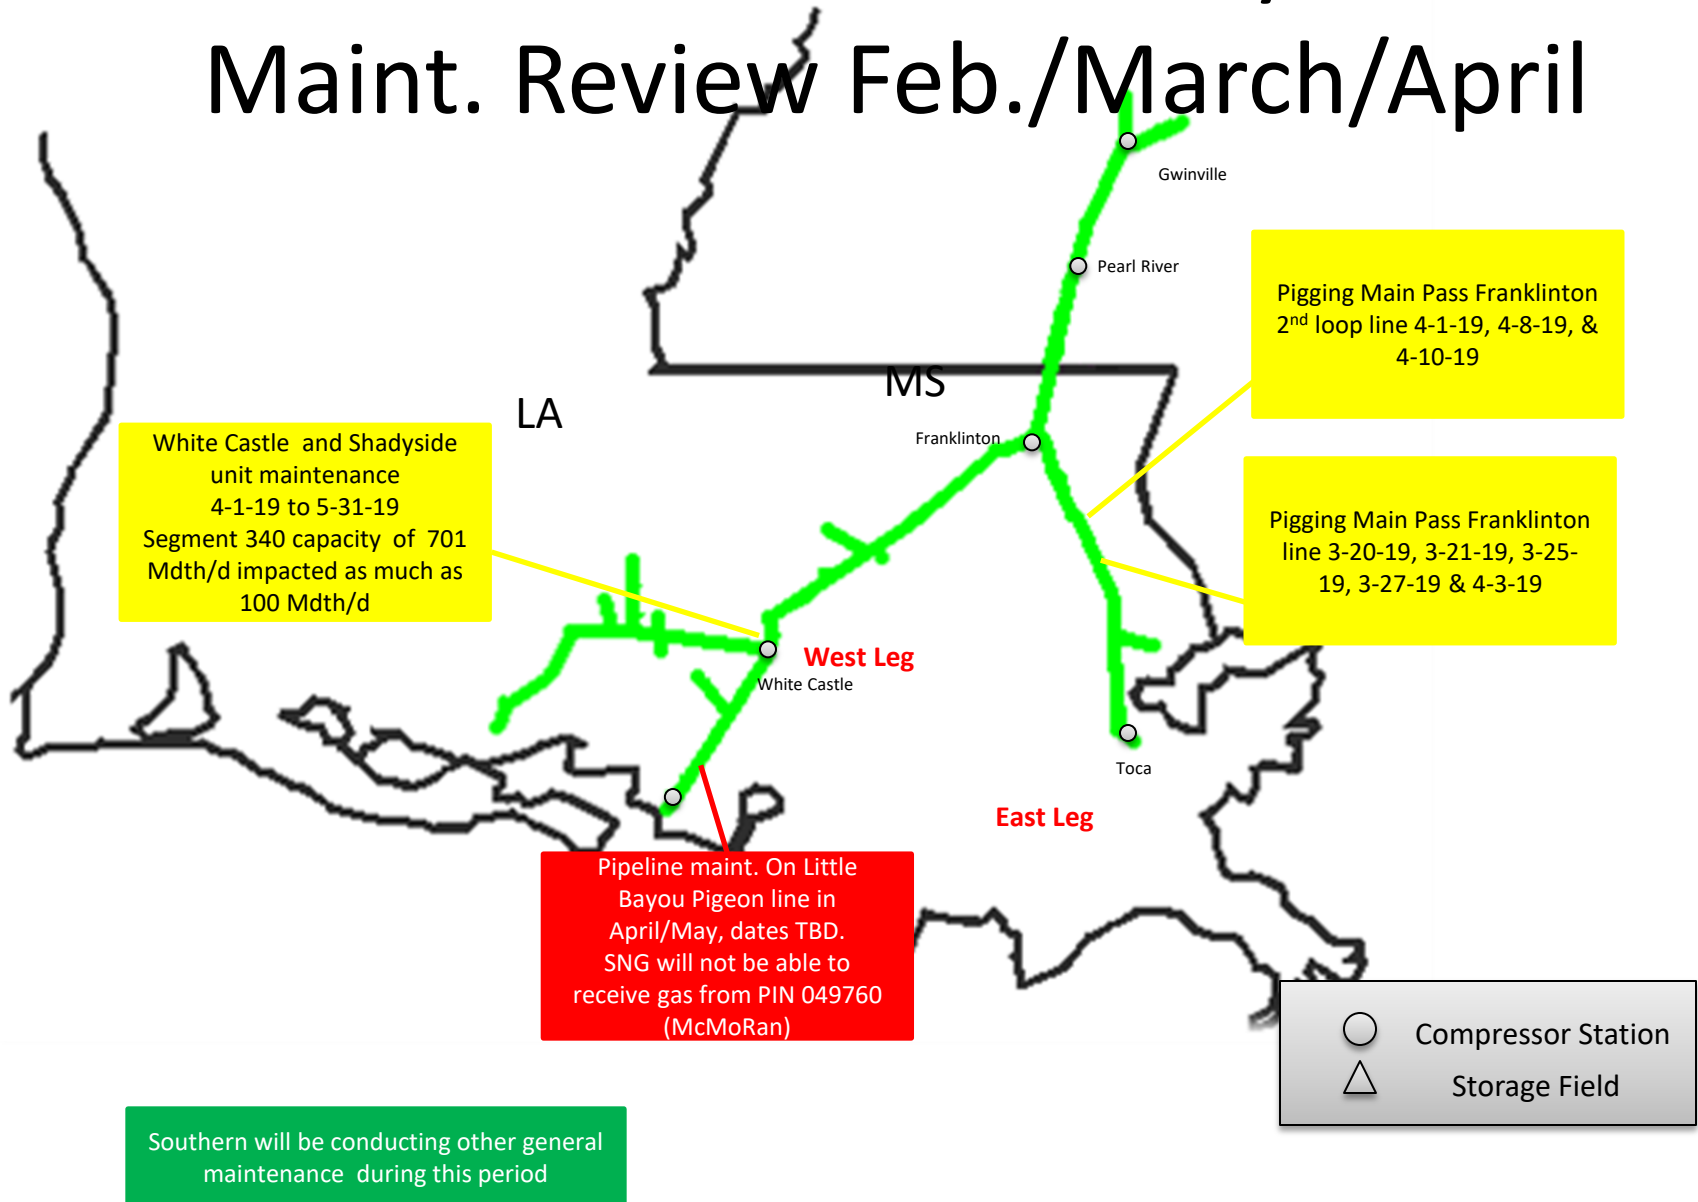 Maint. Review Feb./March/April
Gwinville
Pearl River
Pigging Main Pass Franklinton
2nd loop line 4-1-19, 4-8-19, &
4-10-19
MS
LA
Franklinton
White Castle  and Shadyside
unit maintenance
4-1-19 to 5-31-19
Segment 340 capacity  of  701
Mdth/d impacted as much as
100 Mdth/d
Pigging Main Pass Franklinton
line 3-20-19, 3-21-19, 3-25-
19, 3-27-19 & 4-3-19
West Leg
White Castle
Toca
East Leg
Pipeline maint. On Little
Bayou Pigeon line in
April/May, dates TBD.
SNG will not be able to
receive gas from PIN 049760
(McMoRan)
Compressor Station
Storage Field
Southern will be conducting other general
maintenance  during this period